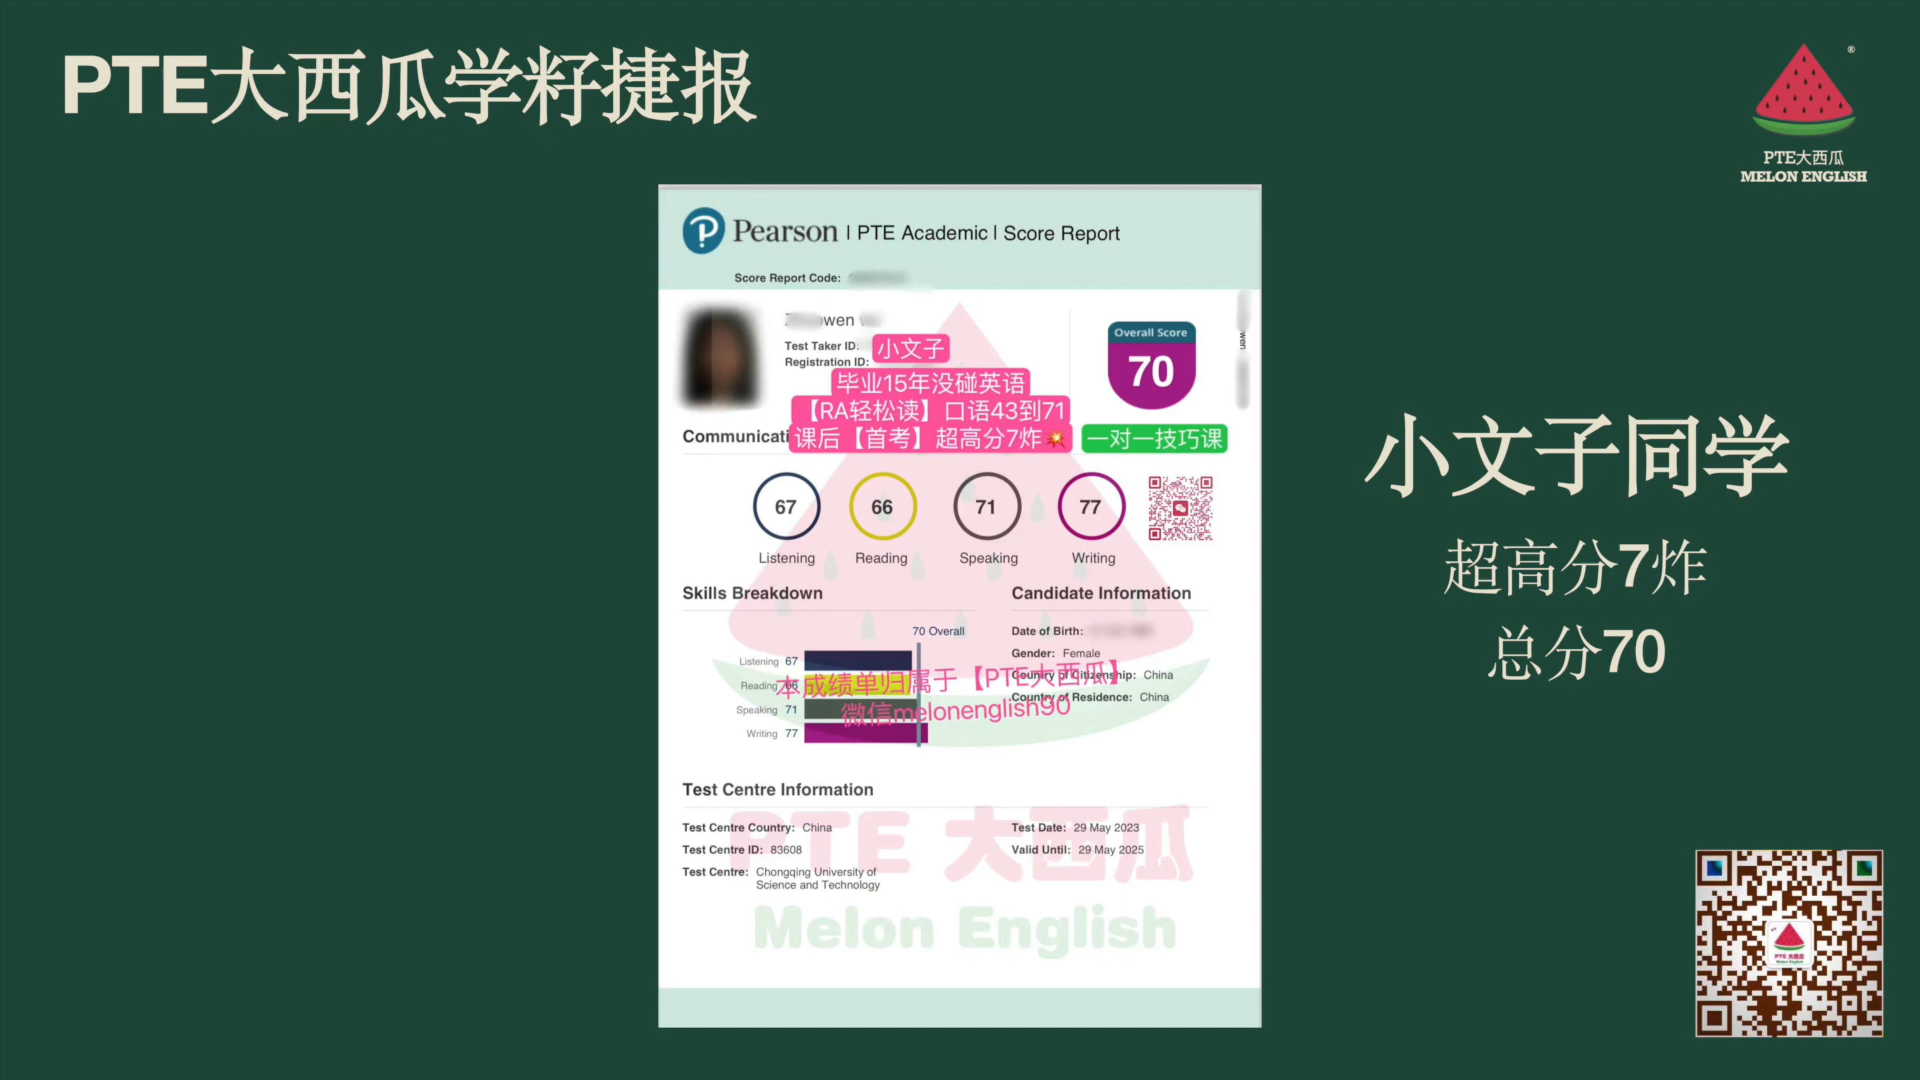 PTE大西瓜学籽捷报
®
PTE大西瓜
MELON ENGLISH
Pearson | PTE Academic | Score Report
Score Report Code:
wen
Test Taker ID:
小文子
Registration ID:
毕业15年没碰英语
【RA轻松读】口语43到71
课后【首考】超高分7炸💥
一对一技巧课
Overall Score
70
wen
Communicati
67
66
71
77
Listening
Reading
Speaking
Writing
Skills Breakdown
70 Overall
Listening 67
Reading 66
Speaking 71
Writing 77
Candidate Information
Date of Birth:
Gender: Female
Country of Citizenship: China
Country of Residence: China
本成绩单归属于【PTE大西瓜】
微信melonenglish90
Test Centre Information
Test Centre Country: China
Test Centre ID: 83608
Test Centre: Chongqing University of
Science and Technology
Test Date: 29 May 2023
Valid Until: 29 May 2025
PTE 大西瓜
Melon English
小文子同学
超高分7炸
总分70
PTE 大西瓜
Melon English